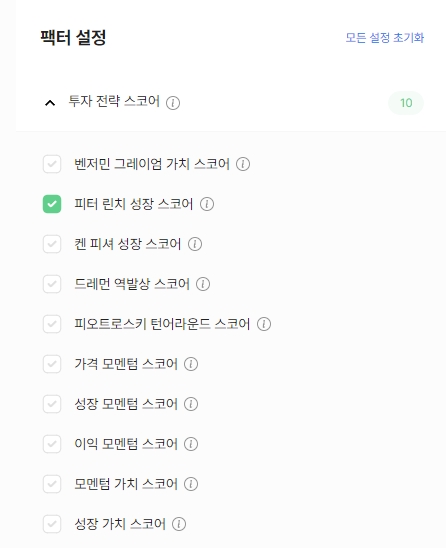 팩터 설정
모든 설정 초기화
투자 전략 스코어
10
벤저민 그레이엄 가치 스코어
피터 린치 성장 스코어
켄 피셔 성장 스코어
드레먼 역발상 스코어
피오트로스키 턴어라운드 스코어
가격 모멘텀 스코어
성장 모멘텀 스코어
이익 모멘텀 스코어
모멘텀 가치 스코어
성장 가치 스코어